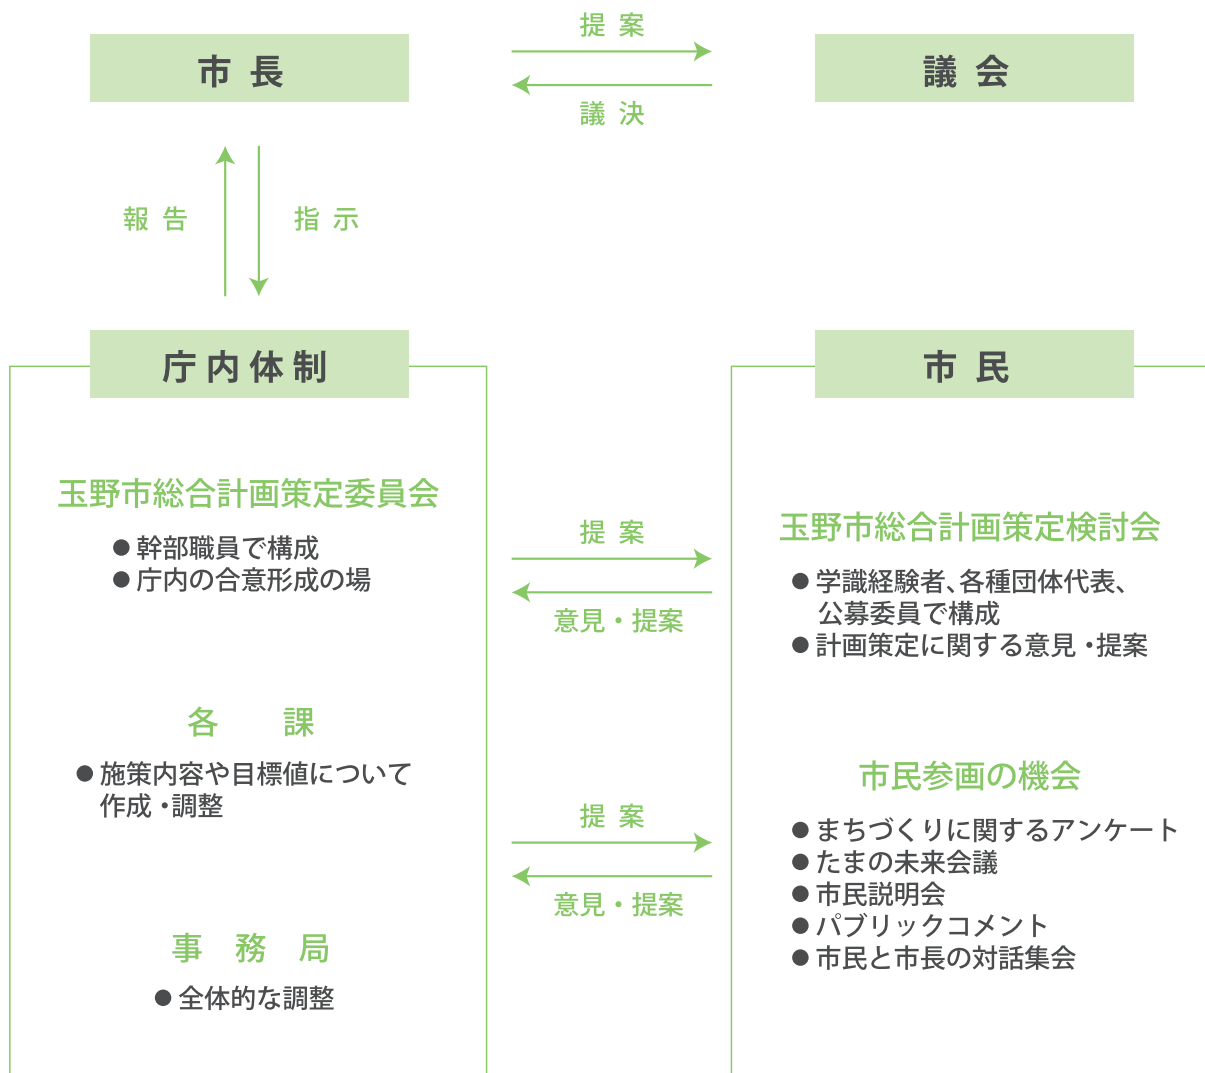 提案
市長
議会
議決
報告
指示
庁内体制
市民
玉野市総合計画策定委員会
●幹部職員で構成
●庁内の合意形成の場
各　課
●施策内容や目標値について
作成・調整
事　務　局
●全体的な調整
提案
意見・提案
提案
意見・提案
玉野市総合計画策定検討会
●学識経験者、各種団体代表、
公募委員で構成
●計画策定に関する意見・提案
市民参画の機会
●まちづくりに関するアンケート
●たまの未来会議
●市民説明会
●パブリックコメント
●市民と市長の対話集会